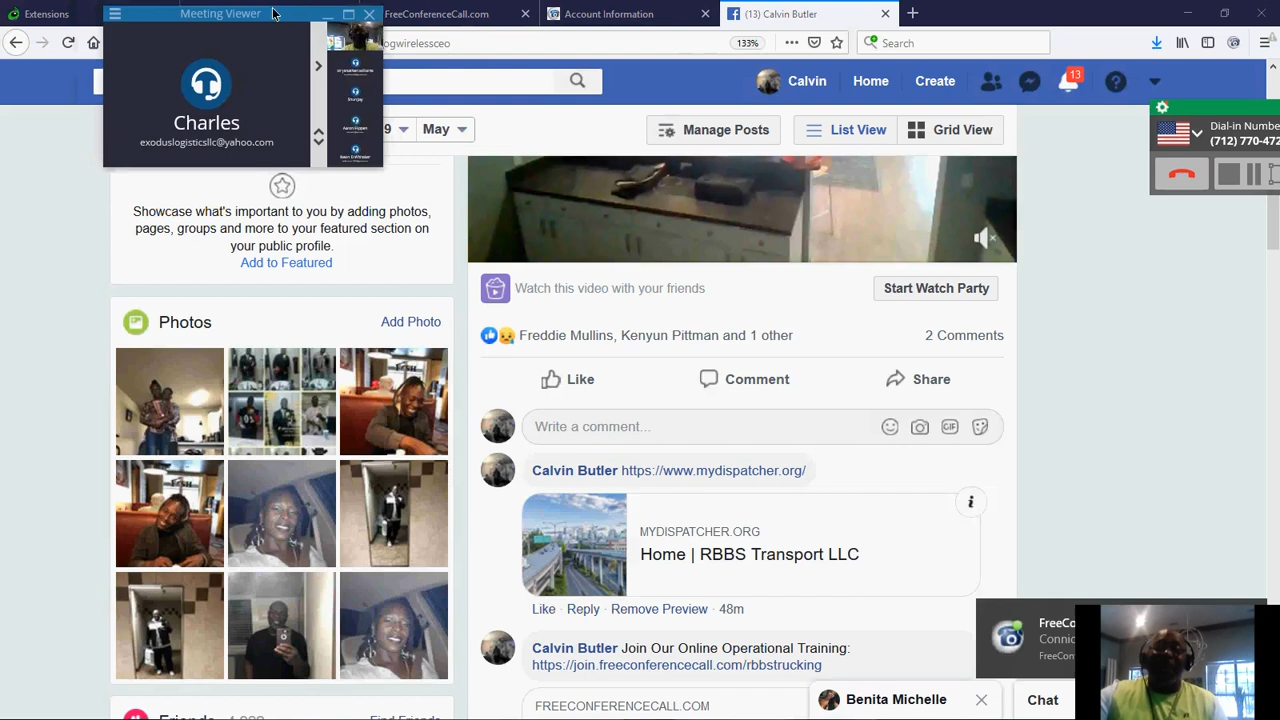 Extensions
Meeting Viewer
FreeConferenceCall.com
Account Information
(13) Calvin Butler
ogwirelessceo
133%
Search
Charles
exoduslogisticsllc@yahoo.com
Calvin
Home
Create
13
9
May
Manage Posts
List View
Grid View
Dial-in Numbe
(712) 770-472
Showcase what's important to you by adding photos,
pages, groups and more to your featured section on
your public profile.
Add to Featured
Watch this video with your friends
Start Watch Party
Photos
Add Photo
Freddie Mullins, Kenyun Pittman and 1 other
2 Comments
Like
Comment
Share
Write a comment...
GIF
Calvin Butler https://www.mydispatcher.org/
MYDISPATCHER.ORG
Home | RBBS Transport LLC
Like · Reply · Remove Preview · 48m
Calvin Butler Join Our Online Operational Training:
https://join.freeconferencecall.com/rbbstrucking
FREECONFERENCECALL.COM
FreeCo
Connic
FreeCon
Benita Michelle
Chat